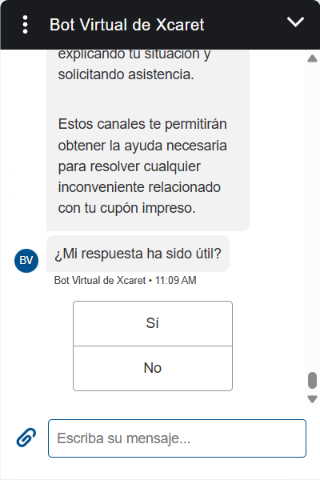 Bot Virtual de Xcaret
explicando tu situación y
solicitando asistencia.
Estos canales te permitirán
obtener la ayuda necesaria
para resolver cualquier
inconveniente relacionado
con tu cupón impreso.
BV
¿Mi respuesta ha sido útil?
Bot Virtual de Xcaret • 11:09 AM
Sí
No
Escriba su mensaje...